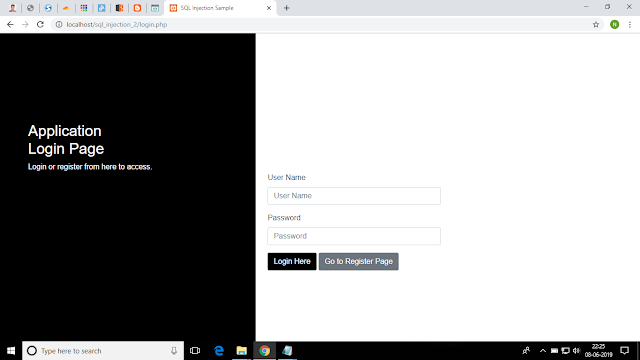 SQL Injection Sample
localhost/sql_injection_2/login.php
N
Application
Login Page
Login or register from here to access.
User Name
User Name
Password
Password
Login Here
Go to Register Page
Type here to search
22:25
08-06-2019